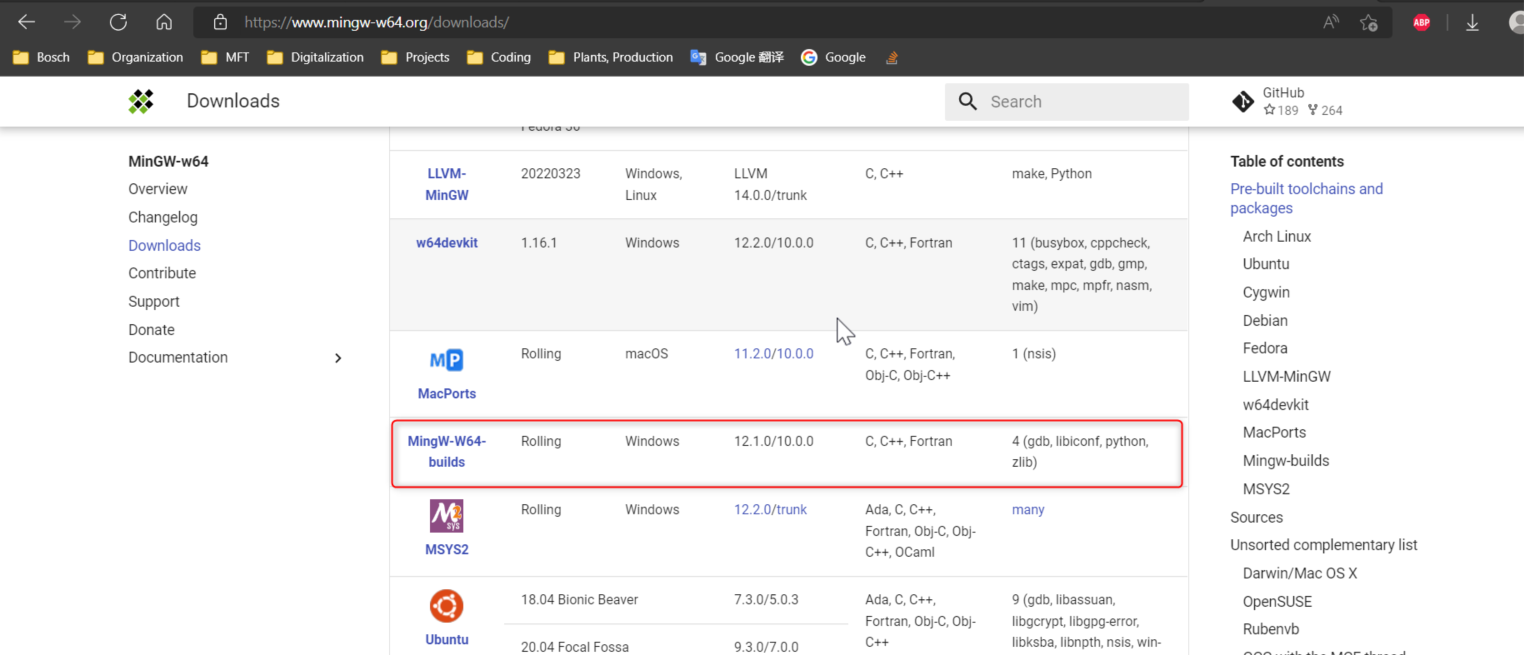 https://www.mingw-w64.org/downloads/
A
ABP
Bosch
Organization
MFT
Digitalization
Projects
Coding
Plants, Production
Google 翻译
Google
Downloads
Search
GitHub
189 264
MinGW-w64
Overview
Changelog
Downloads
Contribute
Support
Donate
Documentation
Fedora 36
LLVM-
MinGW
20220323
Windows,
Linux
LLVM
14.0.0/trunk
C, C++
make, Python
w64devkit
1.16.1
Windows
12.2.0/10.0.0
C, C++, Fortran
11 (busybox, cppcheck,
ctags, expat, gdb, gmp,
make, mpc, mpfr, nasm,
vim)
MP
MacPorts
Rolling
macOS
11.2.0/10.0.0
C, C++, Fortran,
Obj-C, Obj-C++
1 (nsis)
MingW-W64-
builds
Rolling
Windows
12.1.0/10.0.0
C, C++, Fortran
4 (gdb, libiconf, python,
zlib)
M2
sys
MSYS2
Rolling
Windows
12.2.0/trunk
Ada, C, C++,
Fortran, Obj-C, Obj-
C++, OCaml
many
Ubuntu
18.04 Bionic Beaver
7.3.0/5.0.3
20.04 Focal Fossa
9.3.0/7.0.0
Ada, C, C++,
Fortran, Obj-C, Obj-
C++
9 (gdb, libassuan,
libgcrypt, libgpg-error,
libksba, libnpth, nsis, win-
Table of contents
Pre-built toolchains and
packages
Arch Linux
Ubuntu
Cygwin
Debian
Fedora
LLVM-MinGW
w64devkit
MacPorts
Mingw-builds
MSYS2
Sources
Unsorted complementary list
Darwin/Mac OS X
OpenSUSE
Rubenvb
GCC with the MCF thread